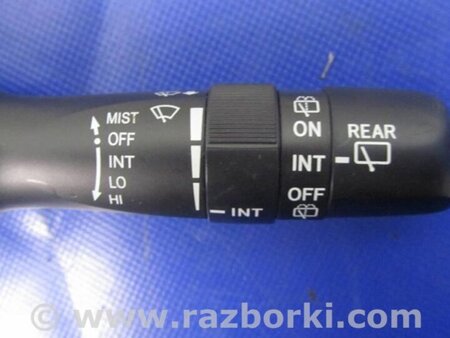 MIST
OFF
INT
LO
HI
INT
ON
INT
OFF
REAR
© www.razborki.com